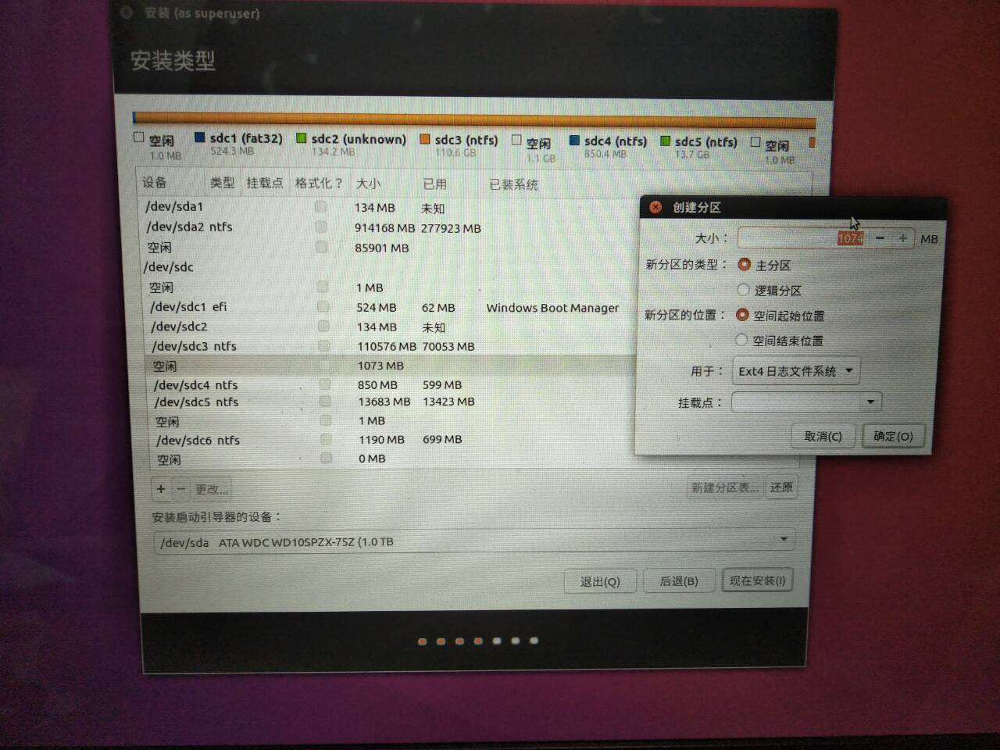 安装 (as superuser)
安装类型
空闲 sdc1 (fat32) sdc2 (unknown) sdc3 (ntfs) 空闲 sdc4 (ntfs) sdc5 (ntfs) 空闲
1.0 MB 524.3 MB 134.2 MB 110.6 GB 1.1 GB 850.4 MB 13.7 GB 1.0 MB
设备 类型 挂载点 格式化？ 大小 已用 已装系统
/dev/sda1 134 MB 未知
/dev/sda2 ntfs 914168 MB 277923 MB
空闲 85901 MB
/dev/sdc
空闲 1 MB
/dev/sdc1 efi 524 MB 62 MB Windows Boot Manager
/dev/sdc2 134 MB 未知
/dev/sdc3 ntfs 110576 MB 70053 MB
空闲 1073 MB
/dev/sdc4 ntfs 850 MB 599 MB
/dev/sdc5 ntfs 13683 MB 13423 MB
空闲 1 MB
/dev/sdc6 ntfs 1190 MB 699 MB
空闲 0 MB
+ − 更改... 新建分区表... 还原
安装启动引导器的设备：
/dev/sda ATA WDC WD10SPZX-75Z (1.0 TB
退出(Q) 后退(B) 现在安装(I)
创建分区
大小： 1074 − + MB
新分区的类型： 主分区
逻辑分区
新分区的位置： 空间起始位置
空间结束位置
用于： Ext4 日志文件系统
挂载点：
取消(C) 确定(O)